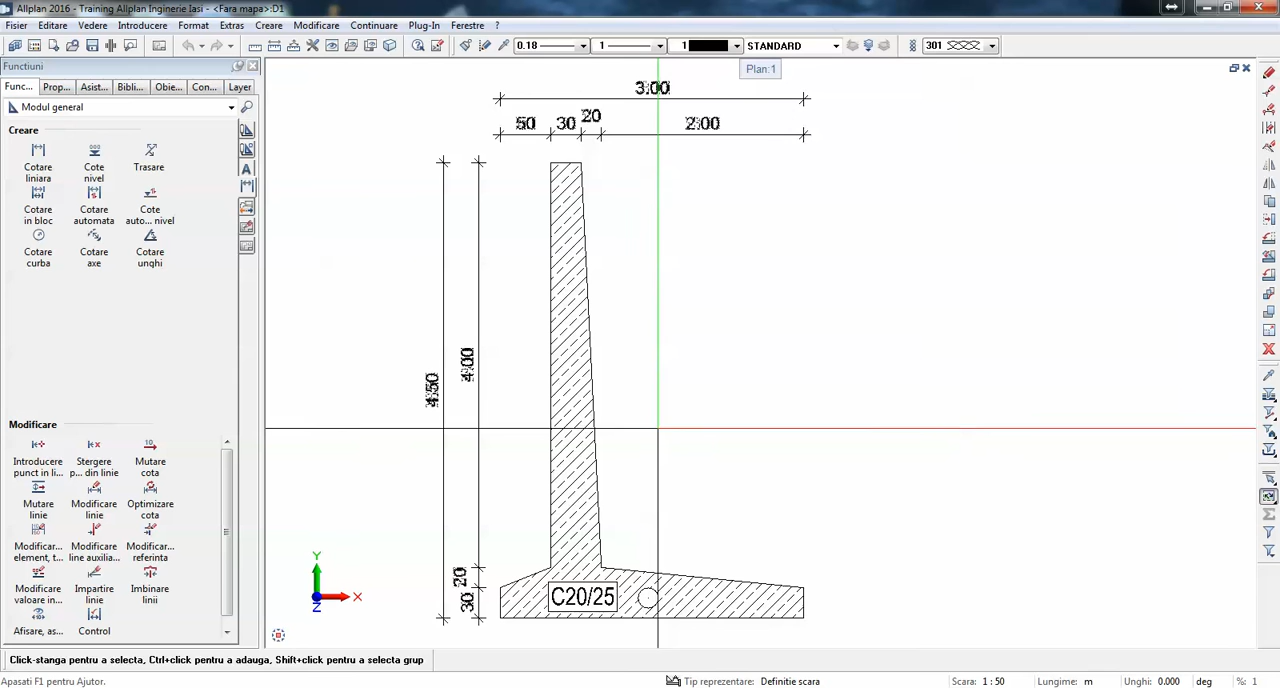 Allplan 2016 - Training Allplan Inginerie Iasi - <Fara mapa>:D1
Fisier Editare Vedere Introducere Format Extras Creare Modificare Continuare Plug-In Ferestre ?
0.18 1 1 STANDARD 301
Functiuni
Plan:1
Func... Prop... Asist... Bibli... Obie... Con... Layer
Modul general
Creare
Cotare liniara
Cote nivel
Trasare
Cotare in bloc
Cotare automata
Cote auto... nivel
Cotare curba
Cotare axe
Cotare unghi
Modificare
Introducere punct in li...
Stergere p... din linie
10
Mutare cota
Mutare linie
Modificare linie
Optimizare cota
Modificar... element, t...
Modificare line auxilia...
Modificar... referinta
Modificare valoare in...
Impartire linie
Imbinare linii
Afisare, as...
Control
3.00
50 30 20 2.00
4.50
4.00
20
30
C20/25
Y
X
Z
Click-stanga pentru a selecta, Ctrl+click pentru a adauga, Shift+click pentru a selecta grup
Apasati F1 pentru Ajutor.
Tip reprezentare: Definitie scara
Scara: 1 : 50
Lungime: m
Unghi: 0.000 deg
%: 1